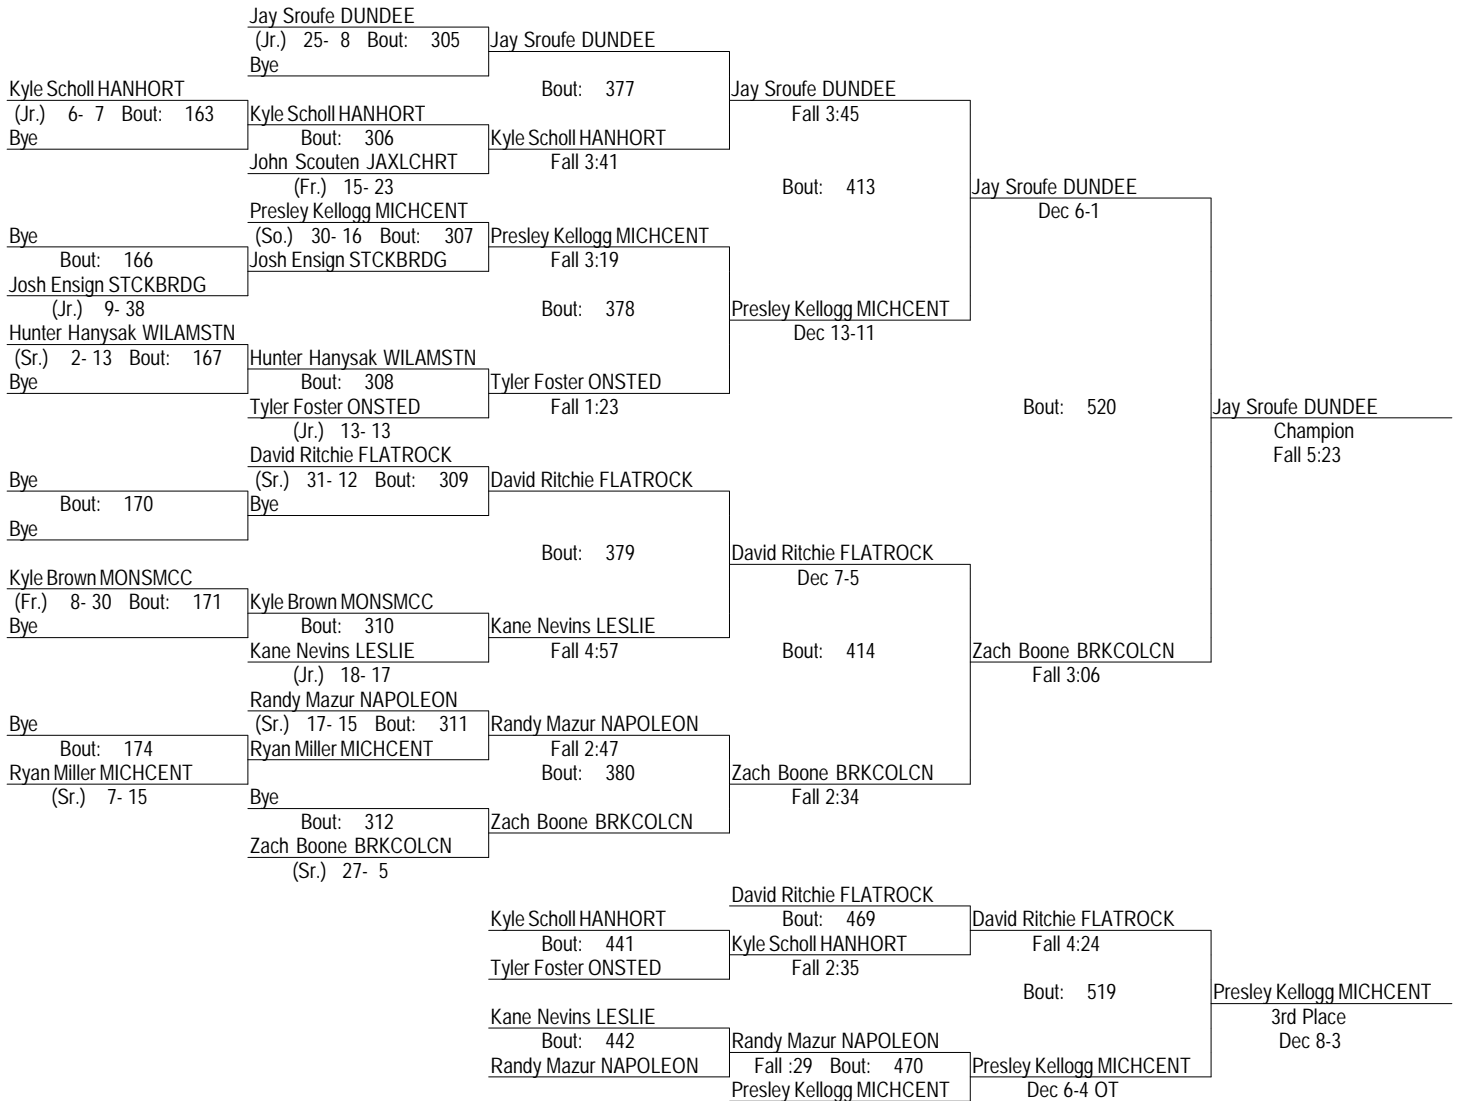 Jay Sroufe DUNDEE
(Jr.) 25- 8 Bout: 305 Jay Sroufe DUNDEE
Bye
Kyle Scholl HANHORT Bout: 377 Jay Sroufe DUNDEE
(Jr.) 6- 7 Bout: 163 Kyle Scholl HANHORT Fall 3:45
Bye Bout: 306 Kyle Scholl HANHORT
John Scouten JAXLCHRT Fall 3:41
(Fr.) 15- 23 Bout: 413 Jay Sroufe DUNDEE
Presley Kellogg MICHCENT Dec 6-1
Bye (So.) 30- 16 Bout: 307 Presley Kellogg MICHCENT
Bout: 166 Josh Ensign STCKBRDG Fall 3:19
Josh Ensign STCKBRDG
(Jr.) 9- 38 Bout: 378 Presley Kellogg MICHCENT
Hunter Hanysak WILAMSTN Dec 13-11
(Sr.) 2- 13 Bout: 167 Hunter Hanysak WILAMSTN
Bye Bout: 308 Tyler Foster ONSTED
Tyler Foster ONSTED Fall 1:23 Bout: 520 Jay Sroufe DUNDEE
(Jr.) 13- 13 Champion
David Ritchie FLATROCK Fall 5:23
Bye (Sr.) 31- 12 Bout: 309 David Ritchie FLATROCK
Bout: 170 Bye
Bye
Bout: 379 David Ritchie FLATROCK
Kyle Brown MONSMCC Dec 7-5
(Fr.) 8- 30 Bout: 171 Kyle Brown MONSMCC
Bye Bout: 310 Kane Nevins LESLIE
Kane Nevins LESLIE Fall 4:57 Bout: 414 Zach Boone BRKCOLCN
(Jr.) 18- 17 Fall 3:06
Randy Mazur NAPOLEON
Bye (Sr.) 17- 15 Bout: 311 Randy Mazur NAPOLEON
Bout: 174 Ryan Miller MICHCENT Fall 2:47
Ryan Miller MICHCENT Bout: 380 Zach Boone BRKCOLCN
(Sr.) 7- 15 Bye Fall 2:34
Bout: 312 Zach Boone BRKCOLCN
Zach Boone BRKCOLCN
(Sr.) 27- 5
David Ritchie FLATROCK
Kyle Scholl HANHORT Bout: 469 David Ritchie FLATROCK
Bout: 441 Kyle Scholl HANHORT Fall 4:24
Tyler Foster ONSTED Fall 2:35
Bout: 519 Presley Kellogg MICHCENT
Kane Nevins LESLIE 3rd Place
Bout: 442 Randy Mazur NAPOLEON Dec 8-3
Randy Mazur NAPOLEON Fall :29 Bout: 470 Presley Kellogg MICHCENT
Presley Kellogg MICHCENT Dec 6-4 OT